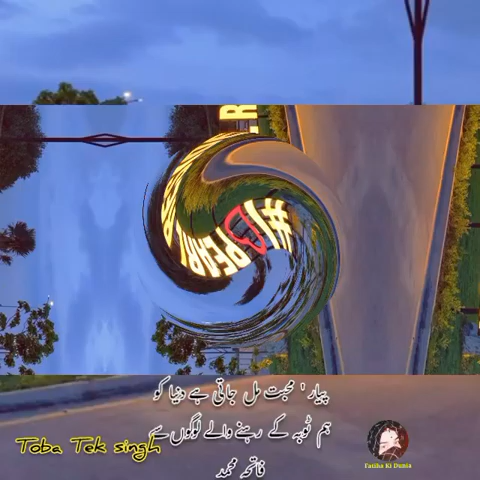 #I
PEARL
پیار ' محبت مل جاتی ہے دنیا کو
ہم ٹوبہ کے رہنے والے لوگوں سے
فاتحہ محمد
Toba Tek singh
Fatiha Ki Dunia